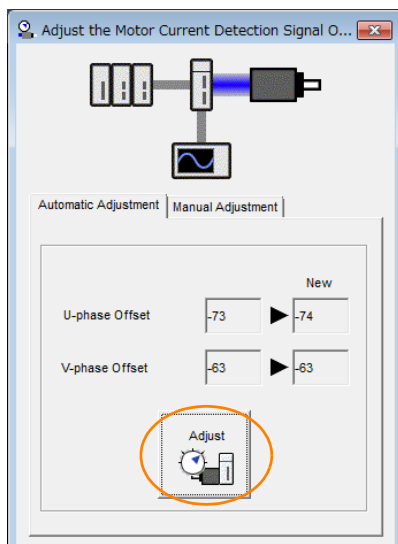 Adjust the Motor Current Detection Signal O...
Automatic Adjustment
Manual Adjustment
New
U-phase Offset
-73
-74
V-phase Offset
-63
-63
Adjust